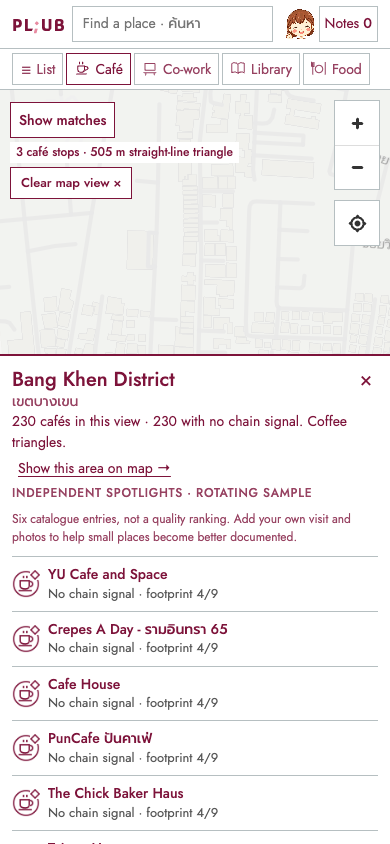 PL:UB
Find a place · ค้นหา
Notes 0
≡ List
Café
Co-work
Library
Food
Show matches
3 café stops · 505 m straight-line triangle
Clear map view ×
+
−
Bang Khen District
×
เขตบางเขน
230 cafés in this view · 230 with no chain signal. Coffee
triangles.
Show this area on map →
INDEPENDENT SPOTLIGHTS · ROTATING SAMPLE
Six catalogue entries, not a quality ranking. Add your own visit and
photos to help small places become better documented.
YU Cafe and Space
No chain signal · footprint 4/9
Crepes A Day - รามอินทรา 65
No chain signal · footprint 4/9
Cafe House
No chain signal · footprint 4/9
PunCafe ปันคาเฟ่
No chain signal · footprint 4/9
The Chick Baker Haus
No chain signal · footprint 4/9